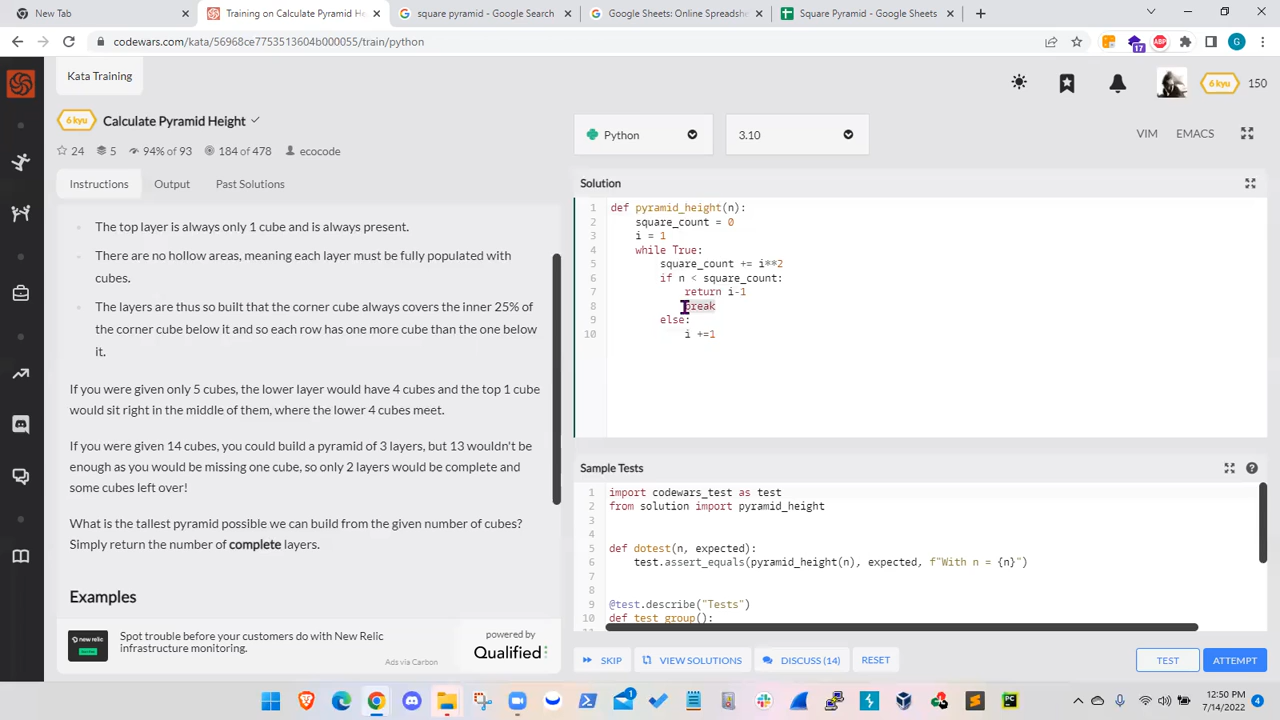 New Tab
Training on Calculate Pyramid He
square pyramid - Google Search
Google Sheets: Online Spreadshe
Square Pyramid - Google Sheets
codewars.com/kata/56968ce7753513604b000055/train/python
17
G
Kata Training
6 kyu
150
6 kyu
Calculate Pyramid Height
24
5
94% of 93
184 of 478
ecocode
Python
3.10
VIM
EMACS
Instructions
Output
Past Solutions
Solution
The top layer is always only 1 cube and is always present.
There are no hollow areas, meaning each layer must be fully populated with
cubes.
The layers are thus so built that the corner cube always covers the inner 25% of
the corner cube below it and so each row has one more cube than the one below
it.
If you were given only 5 cubes, the lower layer would have 4 cubes and the top 1 cube
would sit right in the middle of them, where the lower 4 cubes meet.
If you were given 14 cubes, you could build a pyramid of 3 layers, but 13 wouldn't be
enough as you would be missing one cube, so only 2 layers would be complete and
some cubes left over!
What is the tallest pyramid possible we can build from the given number of cubes?
Simply return the number of complete layers.
Examples
new relic
Spot trouble before your customers do with New Relic
infrastructure monitoring.
Ads via Carbon
powered by
Qualified
1 def pyramid_height(n):
2 square_count = 0
3 i = 1
4 while True:
5 square_count += i**2
6 if n < square_count:
7 return i-1
8 break
9 else:
10 i +=1
Sample Tests
1 import codewars_test as test
2 from solution import pyramid_height
3
4
5 def dotest(n, expected):
6 test.assert_equals(pyramid_height(n), expected, f"With n = {n}")
7
8
9 @test.describe("Tests")
10 def test_group():
SKIP
VIEW SOLUTIONS
DISCUSS (14)
RESET
TEST
ATTEMPT
12:50 PM
7/14/2022
4